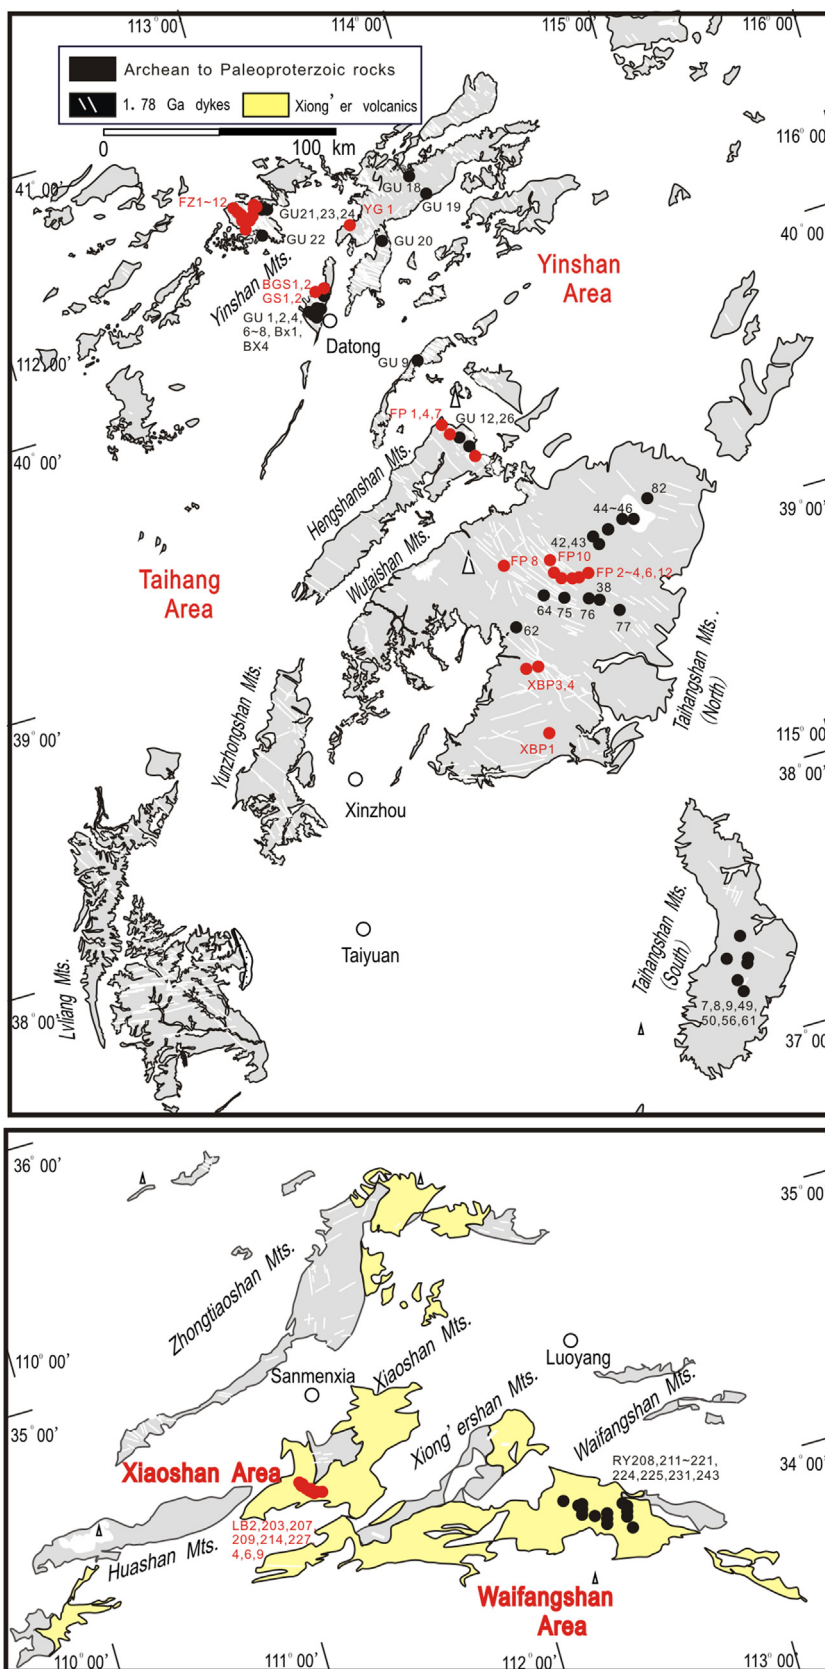 113°00'
114°00'
115°00'
116°00'
Archean to Paleoproterzoic rocks
1.78 Ga dykes
Xiong'er volcanics
0
100 km
116°00'
41°00'
FZ1~12
GU21,23,24
GU 22
YG 1
GU 18
GU 19
GU 20
40°00'
Yinshan Mts.
BGS1,2
GS1,2
GU 1,2,4,
6~8, Bx1,
BX4
Datong
Yinshan
Area
112°00'
GU 9
FP 1,4,7
GU 12,26
40°00'
Hengshanshan Mts.
Wutaishan Mts.
82
44~46
39°00'
42,43
FP 8
FP10
FP 2~4,6,12
38
64
75
76
77
62
Taihang
Area
XBP3,4
XBP1
Taihangshan Mts.
(North)
Yunzhongshan Mts.
39°00'
115°00'
38°00'
Xinzhou
Taiyuan
Lvliang Mts.
Taihangshan Mts.
(South)
7,8,9,49,
50,56,61
38°00'
37°00'
36°00'
35°00'
Zhongtiaoshan Mts.
110°00'
Sanmenxia
Xiaoshan Mts.
Luoyang
35°00'
Xiong'ershan Mts.
Waifangshan Mts.
34°00'
Xiaoshan Area
RY208,211~221,
224,225,231,243
LB2,203,207
209,214,227
4,6,9
Huashan Mts.
Waifangshan
Area
110°00'
111°00'
112°00'
113°00'